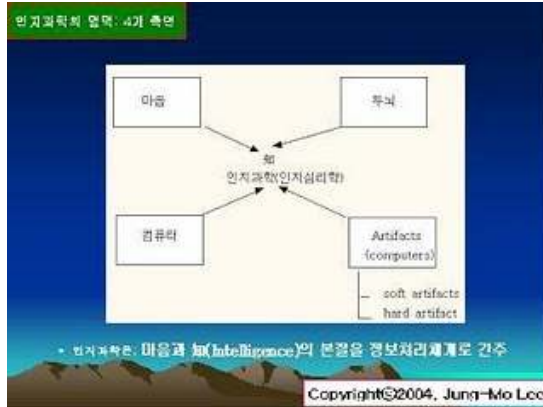 인지과학의 영역: 4개 측면
마음
두뇌
知
인지과학(인지심리학)
컴퓨터
Artifacts
(computers)
soft artifacts
hard artifact
• 인지과학은: 마음과 知(Intelligence)의 본질을 정보처리체계로 간주
Copyright©2004, Jung-Mo Lee